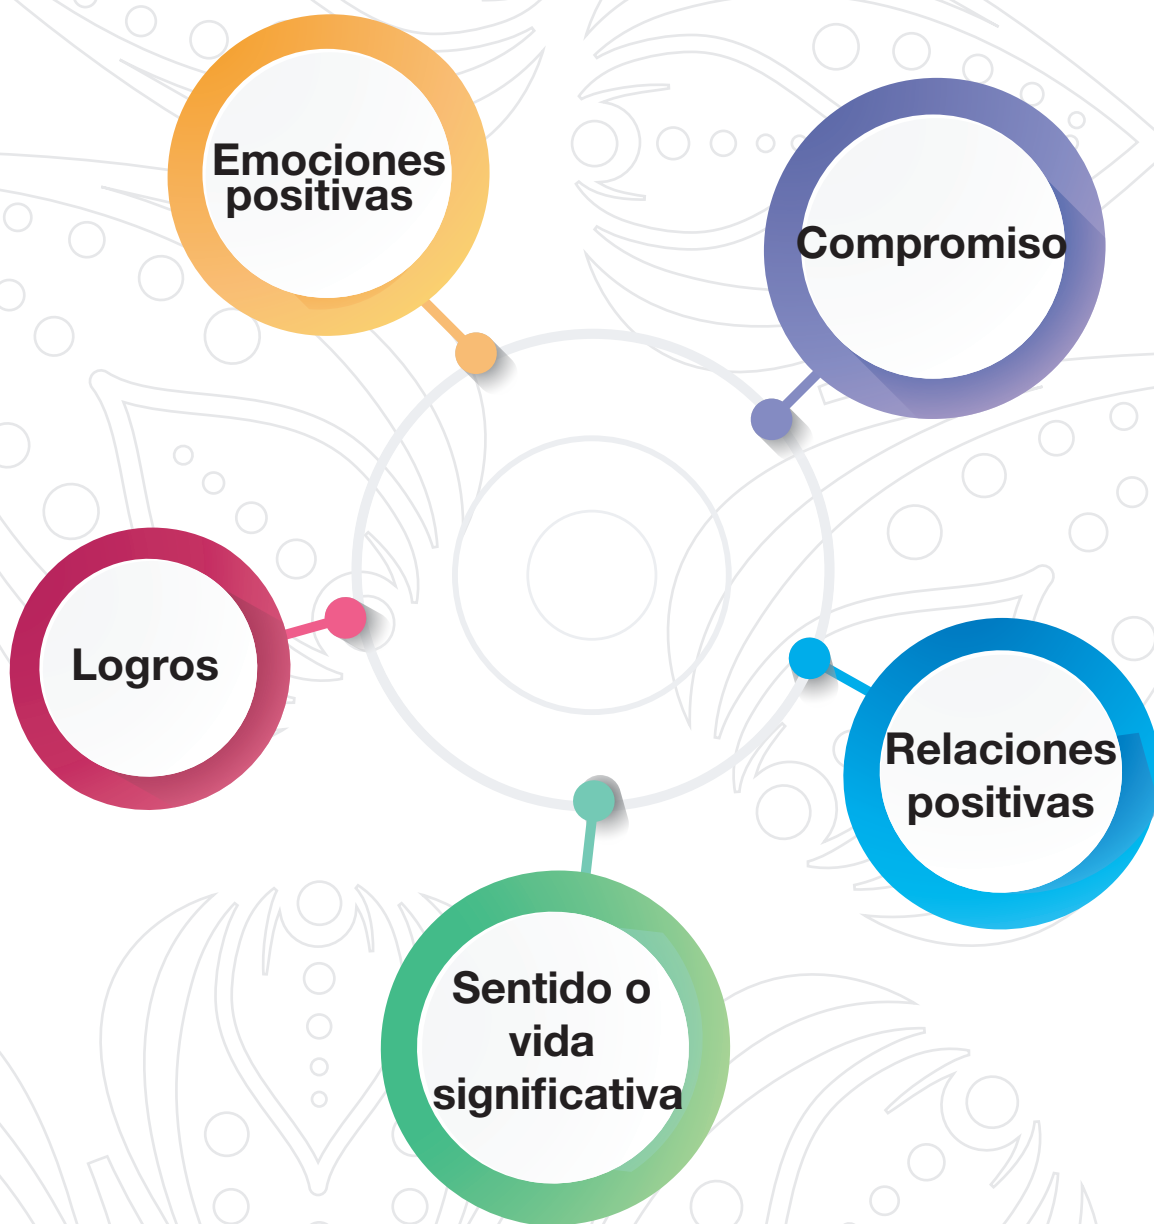 Emociones
positivas
Compromiso
Relaciones
positivas
Sentido o
vida
significativa
Logros